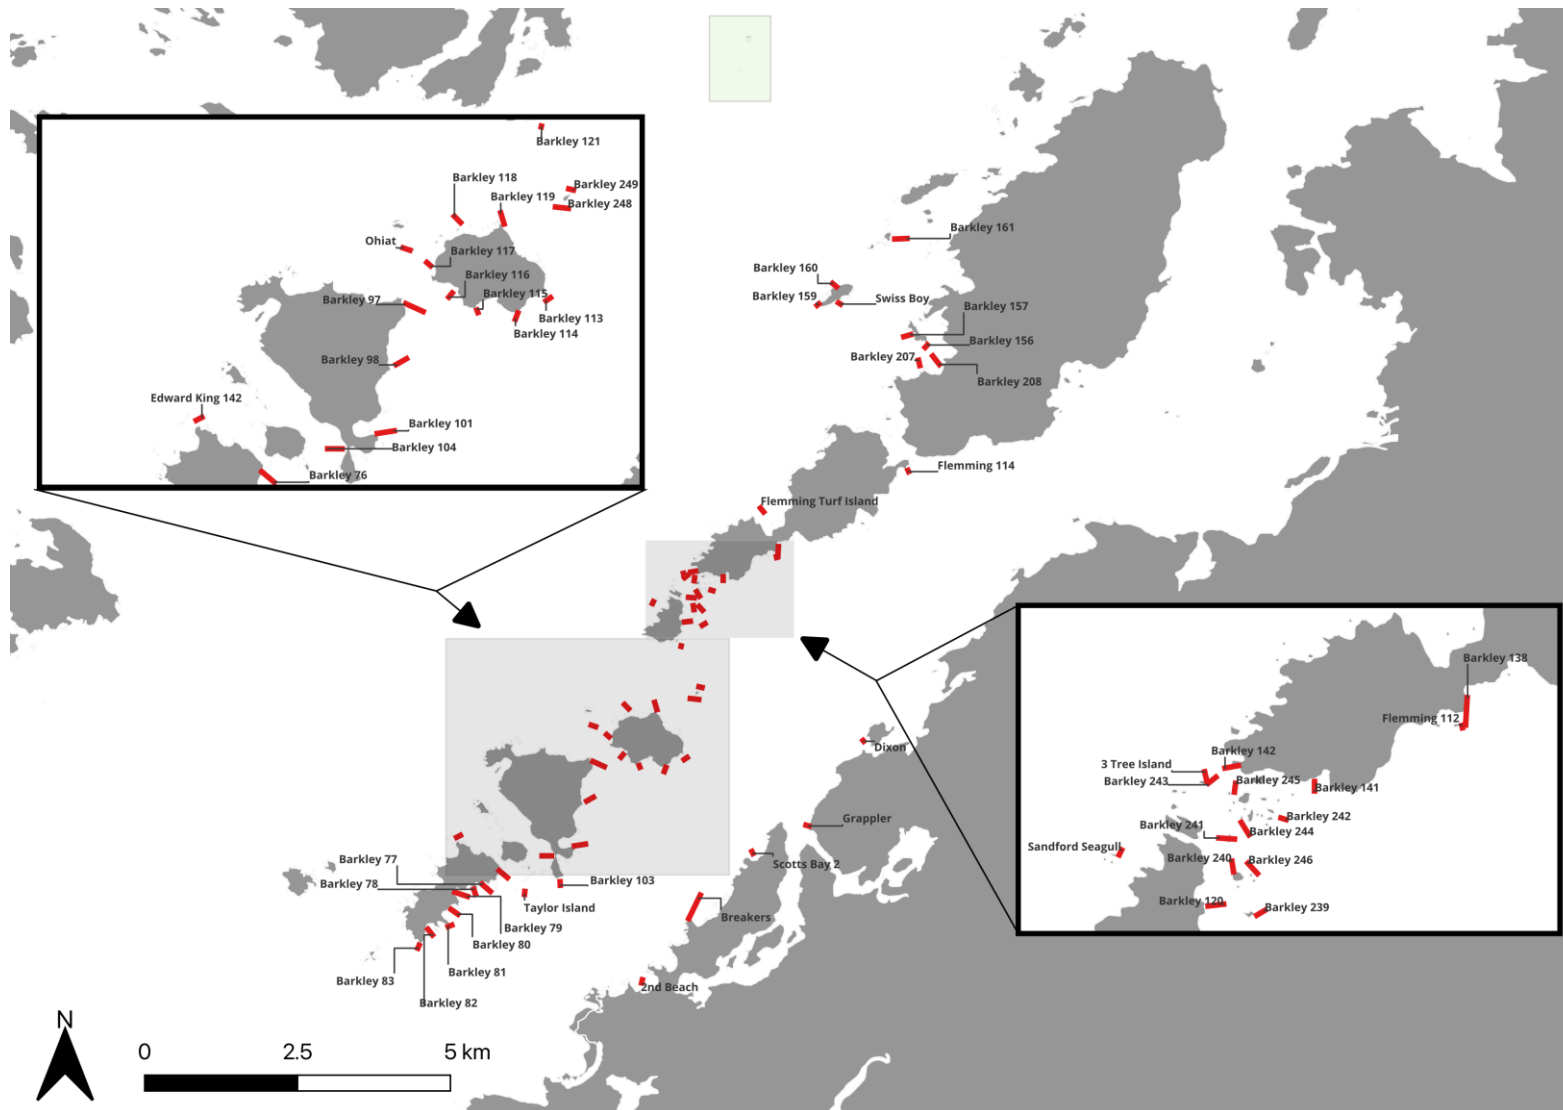 Barkley 121
Barkley 118
Barkley 249
Barkley 119
Barkley 248
Ohiat
Barkley 117
Barkley 116
Barkley 97
Barkley 115
Barkley 113
Barkley 114
Barkley 98
Edward King 142
Barkley 101
Barkley 104
Barkley 76
Barkley 161
Barkley 160
Barkley 159
Swiss Boy
Barkley 157
Barkley 156
Barkley 207
Barkley 208
Flemming 114
Flemming Turf Island
Barkley 138
Flemming 112
Barkley 142
3 Tree Island
Barkley 243
Barkley 245
Barkley 141
Barkley 242
Barkley 241
Barkley 244
Sandford Seagull
Barkley 240
Barkley 246
Barkley 120
Barkley 239
Dixon
Grappler
Scotts Bay 2
Breakers
2nd Beach
Barkley 77
Barkley 78
Barkley 103
Taylor Island
Barkley 79
Barkley 80
Barkley 81
Barkley 83
Barkley 82
N
0 2.5 5 km